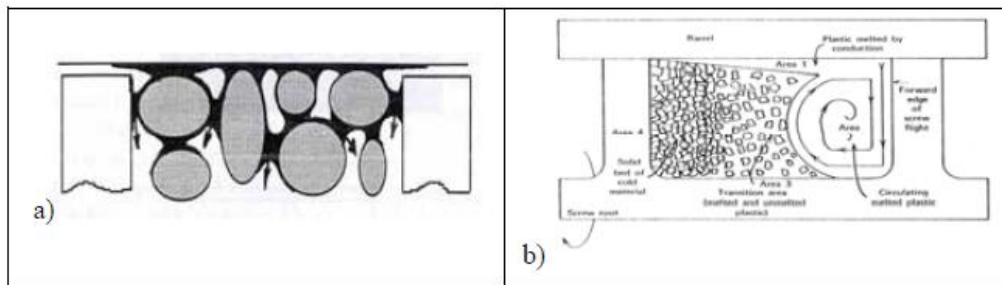 a)
Barrel
Plastic melted by
conduction
Area 1
Forward
edge of
screw
flight
Area
2
Area 4
Solid
bed of
cold
material
Area 3
Transition area
(melted and unmelted
plastic)
Circulating
melted plastic
Screw root
b)